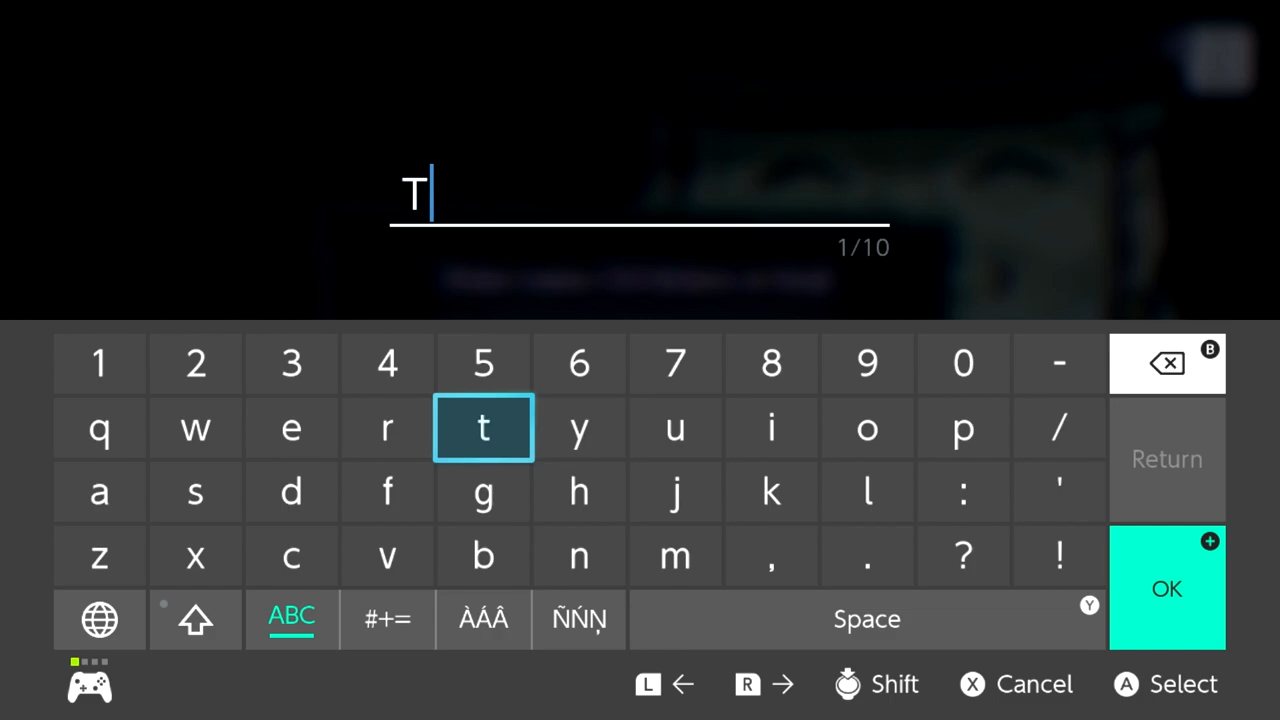 T
1/10
1 2 3 4 5 6 7 8 9 0 - B
q w e r t y u i o p / Return
a s d f g h j k l : '
z x c v b n m , . ? ! + OK
ABC #+= ÀÁÂ ÑŃŅ Space Y
L ← R → Shift X Cancel A Select